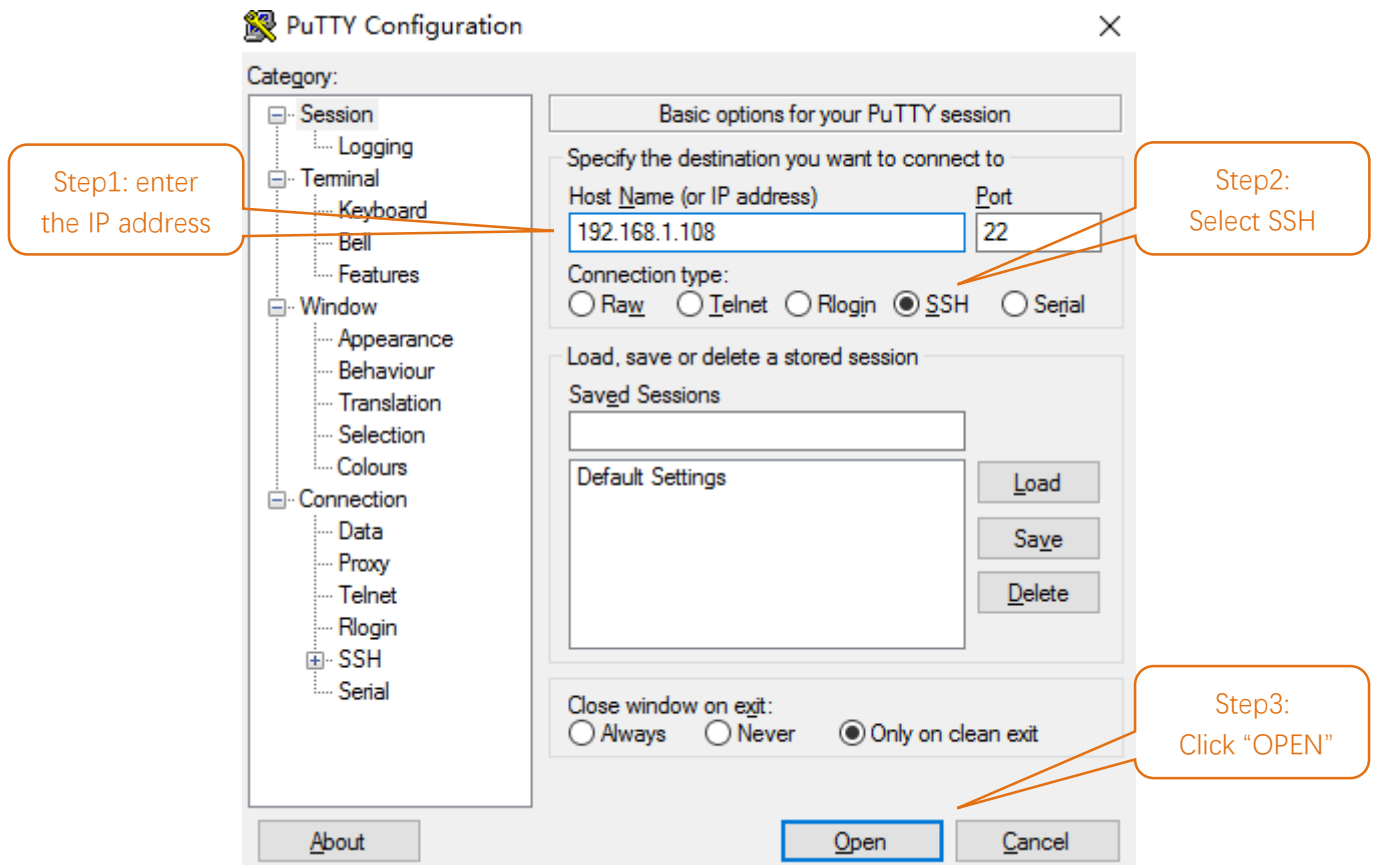 PuTTY Configuration
Category:
Session
Logging
Terminal
Keyboard
Bell
Features
Window
Appearance
Behaviour
Translation
Selection
Colours
Connection
Data
Proxy
Telnet
Rlogin
SSH
Serial
Basic options for your PuTTY session
Specify the destination you want to connect to
Host Name (or IP address)
Port
192.168.1.108
22
Connection type:
Raw
Telnet
Rlogin
SSH
Serial
Load, save or delete a stored session
Saved Sessions
Default Settings
Load
Save
Delete
Close window on exit:
Always
Never
Only on clean exit
About
Open
Cancel
Step1: enter
the IP address
Step2:
Select SSH
Step3:
Click “OPEN”